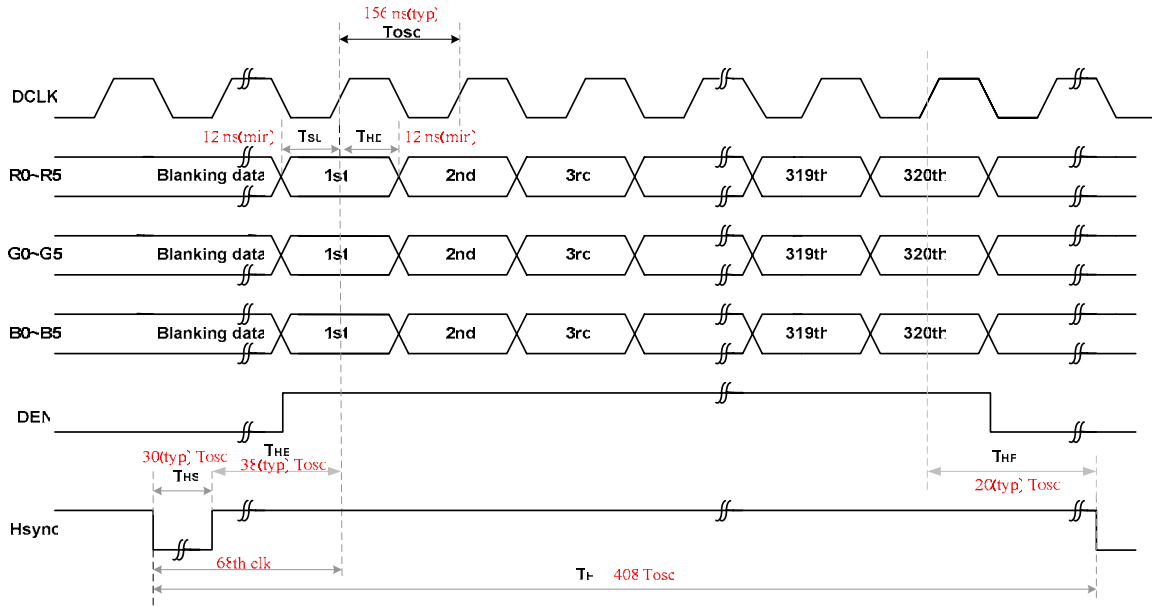 156 ns(typ)
Tosc
DCLK
12 ns(min) TSU THD 12 ns(min)
R0~R5 Blanking data 1st 2nd 3rd 319th 320th
G0~G5 Blanking data 1st 2nd 3rd 319th 320th
B0~B5 Blanking data 1st 2nd 3rd 319th 320th
DEN
30(typ) Tosc THB THF
THS 38(typ) Tosc 20(typ) Tosc
Hsync
68th clk
TH 408 Tosc